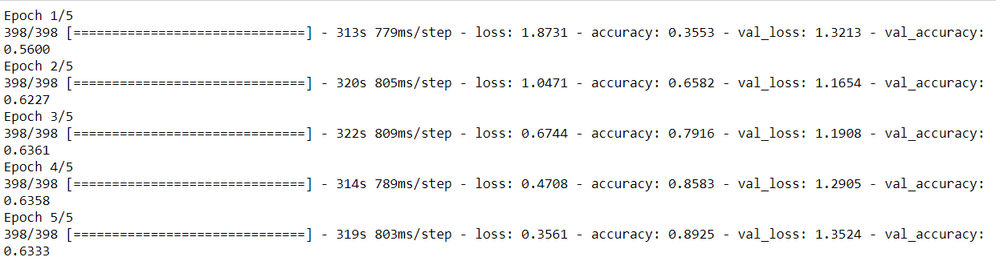 Epoch 1/5
398/398 [==============================] - 313s 779ms/step - loss: 1.8731 - accuracy: 0.3553 - val_loss: 1.3213 - val_accuracy:
0.5600
Epoch 2/5
398/398 [==============================] - 320s 805ms/step - loss: 1.0471 - accuracy: 0.6582 - val_loss: 1.1654 - val_accuracy:
0.6227
Epoch 3/5
398/398 [==============================] - 322s 809ms/step - loss: 0.6744 - accuracy: 0.7916 - val_loss: 1.1908 - val_accuracy:
0.6361
Epoch 4/5
398/398 [==============================] - 314s 789ms/step - loss: 0.4708 - accuracy: 0.8583 - val_loss: 1.2905 - val_accuracy:
0.6358
Epoch 5/5
398/398 [==============================] - 319s 803ms/step - loss: 0.3561 - accuracy: 0.8925 - val_loss: 1.3524 - val_accuracy:
0.6333